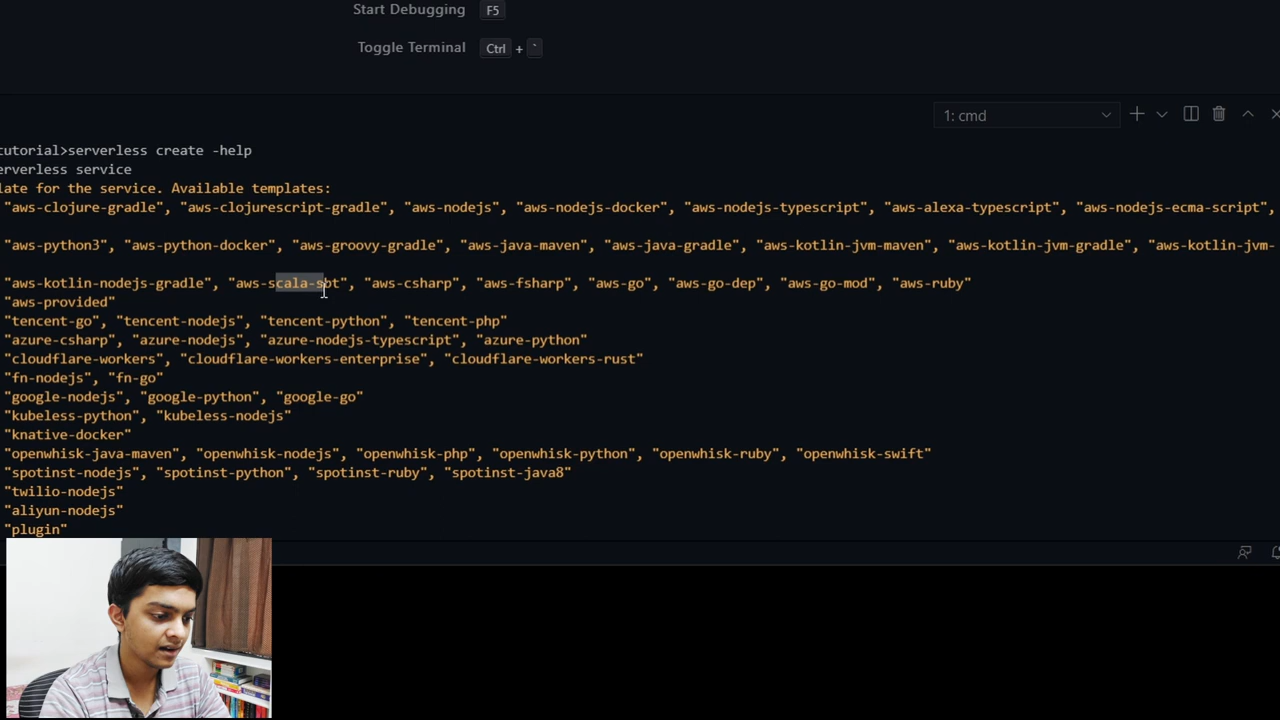 Start Debugging F5
Toggle Terminal Ctrl + `
1: cmd
tutorial>serverless create -help
erverless service
late for the service. Available templates:
"aws-clojure-gradle", "aws-clojurescript-gradle", "aws-nodejs", "aws-nodejs-docker", "aws-nodejs-typescript", "aws-alexa-typescript", "aws-nodejs-ecma-script",
"aws-python3", "aws-python-docker", "aws-groovy-gradle", "aws-java-maven", "aws-java-gradle", "aws-kotlin-jvm-maven", "aws-kotlin-jvm-gradle", "aws-kotlin-jvm-
"aws-kotlin-nodejs-gradle", "aws-scala-sbt", "aws-csharp", "aws-fsharp", "aws-go", "aws-go-dep", "aws-go-mod", "aws-ruby"
"aws-provided"
"tencent-go", "tencent-nodejs", "tencent-python", "tencent-php"
"azure-csharp", "azure-nodejs", "azure-nodejs-typescript", "azure-python"
"cloudflare-workers", "cloudflare-workers-enterprise", "cloudflare-workers-rust"
"fn-nodejs", "fn-go"
"google-nodejs", "google-python", "google-go"
"kubeless-python", "kubeless-nodejs"
"knative-docker"
"openwhisk-java-maven", "openwhisk-nodejs", "openwhisk-php", "openwhisk-python", "openwhisk-ruby", "openwhisk-swift"
"spotinst-nodejs", "spotinst-python", "spotinst-ruby", "spotinst-java8"
"twilio-nodejs"
"aliyun-nodejs"
"plugin"